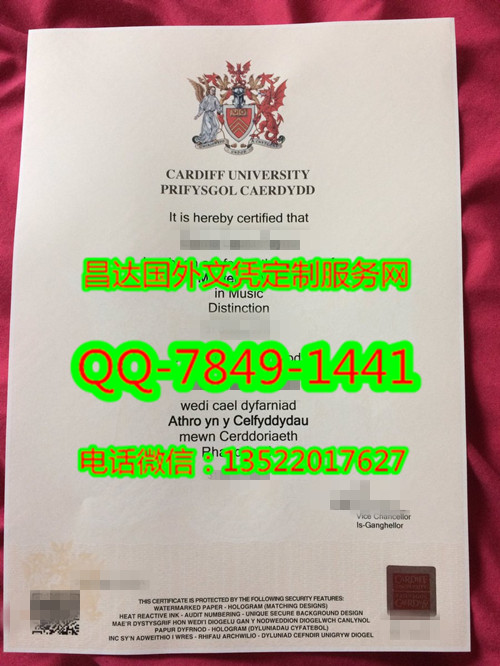 CARDIFF UNIVERSITY
PRIFYSGOL CAERDYDD
It is hereby certified that
昌达国外文凭定制服务网
in Music
Distinction
QQ-7849-1441
wedi cael dyfarniad
Athro yn y Celfyddydau
mewn Cerddoriaeth
电话微信：13522017627
Vice Chancellor
Is-Ganghellor
THIS CERTIFICATE IS PROTECTED BY THE FOLLOWING SECURITY FEATURES:
WATERMARKED PAPER - HOLOGRAM (MATCHING DESIGNS)
HEAT REACTIVE INK - AUDIT NUMBERING - UNIQUE SECURE BACKGROUND DESIGN
MAE'R DYSTYSGRIF HON WEDI'I DIOGELU GAN Y NODWEDDION DIOGELWCH CANLYNOL
PAPUR DYFRNOD - HOLOGRAM (DYLUNIADAU CYFATEBOL)
INC SY'N ADWEITHIO I WRES - RHIFAU ARCHWILIO - DYLUNIAD CEFNDIR UNIGRYW DIOGEL